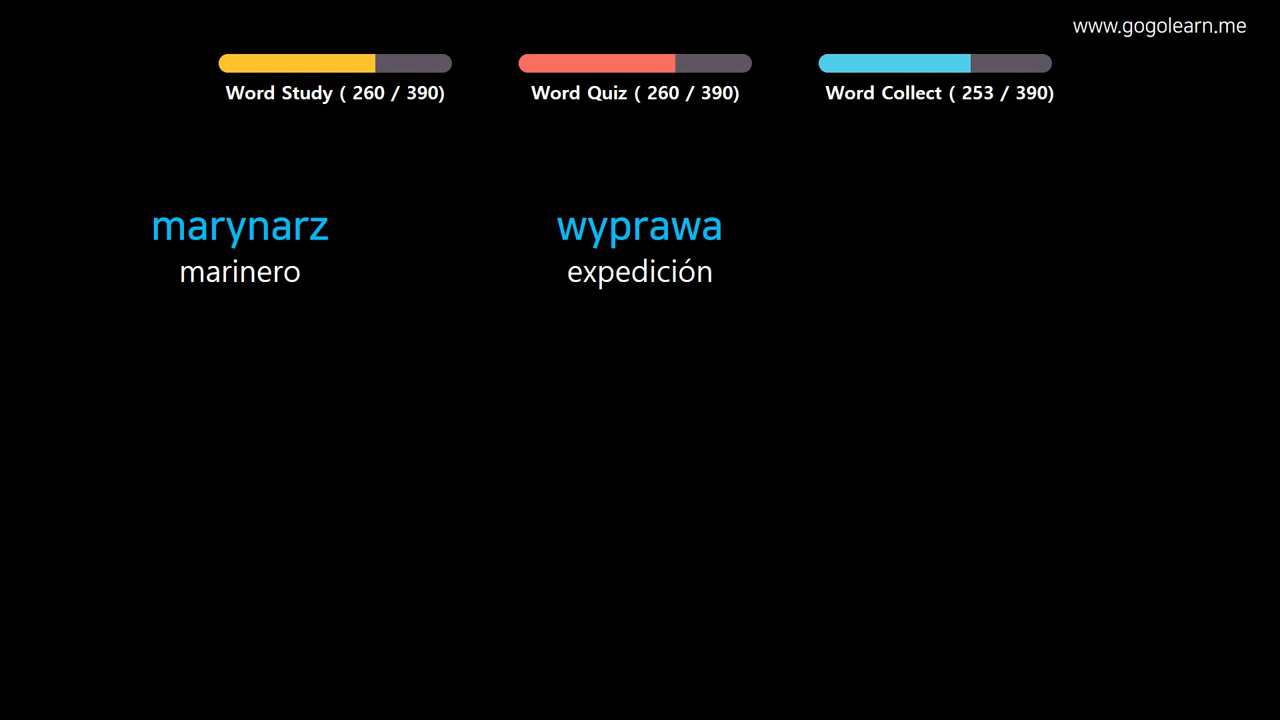 www.gogolearn.me
Word Study ( 260 / 390)
Word Quiz ( 260 / 390)
Word Collect ( 253 / 390)
marynarz
marinero
wyprawa
expedición